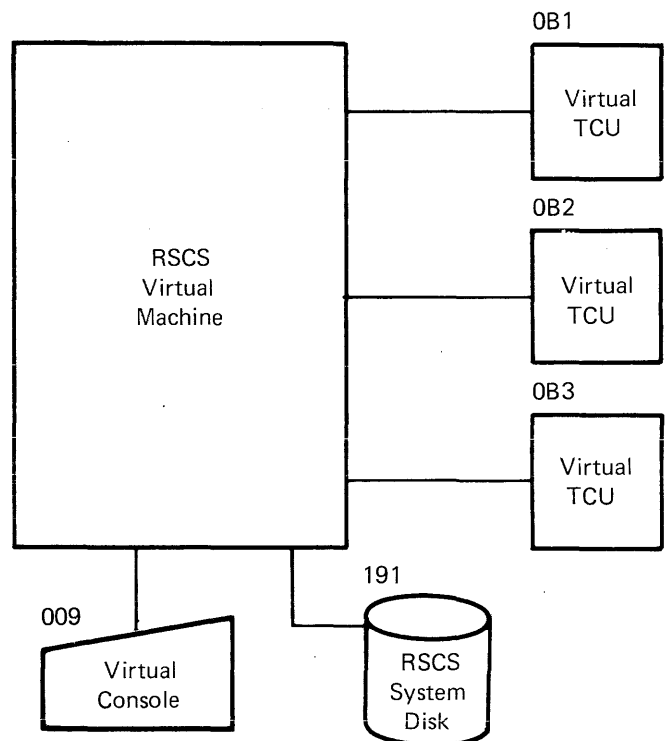 0B1
Virtual
TCU
0B2
Virtual
TCU
RSCS
Virtual
Machine
0B3
Virtual
TCU
009
Virtual
Console
191
RSCS
System
Disk